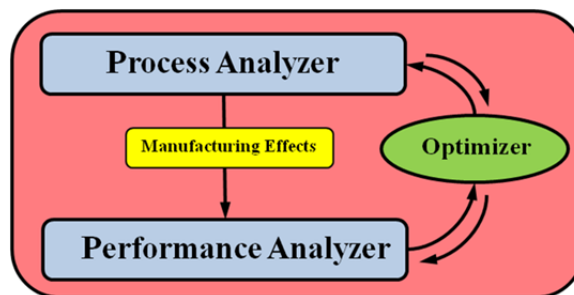 Process Analyzer
Manufacturing Effects
Optimizer
Performance Analyzer